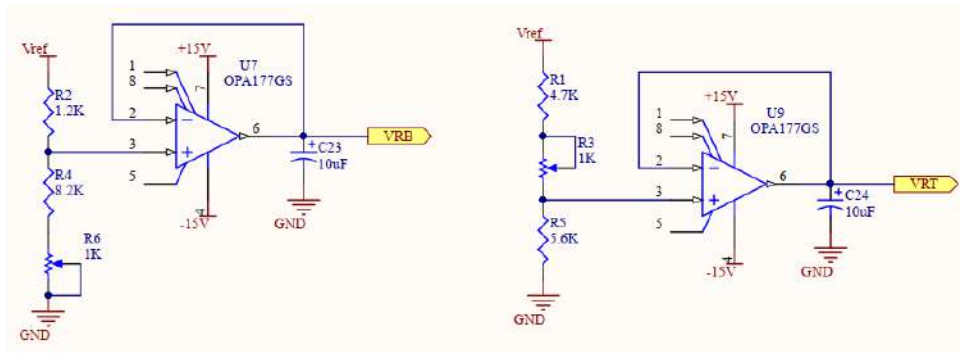 Vref
R2
1.2K
R4
8.2K
R6
1K
GND
+15V
U7
OPA177GS
1
8
2
3
5
7
6
4
-15V
+
C23
10uF
GND
VRB
Vref
R1
4.7K
R3
1K
R5
5.6K
GND
+15V
U9
OPA177GS
1
8
2
3
5
7
6
4
-15V
+
C24
10uF
GND
VRT